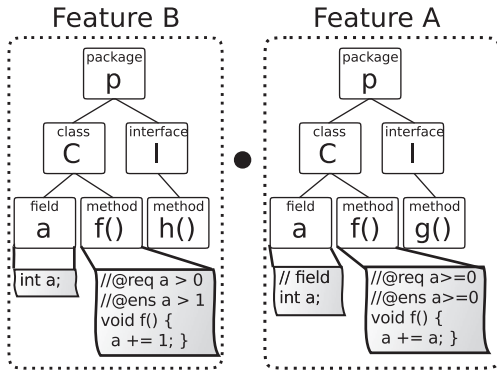 Feature B
package
p
class
C
interface
I
field
a
method
f()
method
h()
int a;
//@req a > 0
//@ens a > 1
void f() {
a += 1; }
Feature A
package
p
class
C
interface
I
field
a
method
f()
method
g()
// field
int a;
//@req a>=0
//@ens a>=0
void f() {
a += a; }